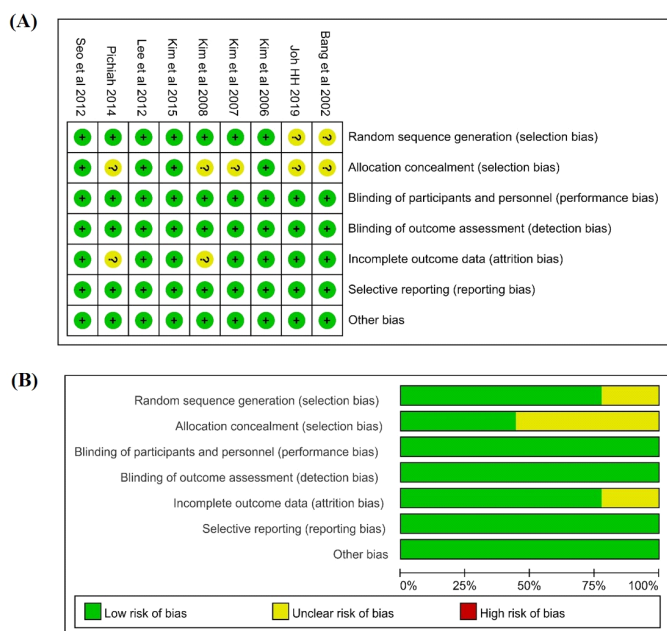 (A)
Seo et al 2012
Pichiah 2014
Lee et al 2012
Kim et al 2015
Kim et al 2008
Kim et al 2007
Kim et al 2006
Joh HH 2019
Bang et al 2002
+ + + + + + + ? ? Random sequence generation (selection bias)
+ ? + + ? ? + ? ? Allocation concealment (selection bias)
+ + + + + + + + + Blinding of participants and personnel (performance bias)
+ + + + + + + + + Blinding of outcome assessment (detection bias)
+ ? + + ? + + + + Incomplete outcome data (attrition bias)
+ + + + + + + + + Selective reporting (reporting bias)
+ + + + + + + + + Other bias
(B)
Random sequence generation (selection bias)
Allocation concealment (selection bias)
Blinding of participants and personnel (performance bias)
Blinding of outcome assessment (detection bias)
Incomplete outcome data (attrition bias)
Selective reporting (reporting bias)
Other bias
0% 25% 50% 75% 100%
Low risk of bias Unclear risk of bias High risk of bias